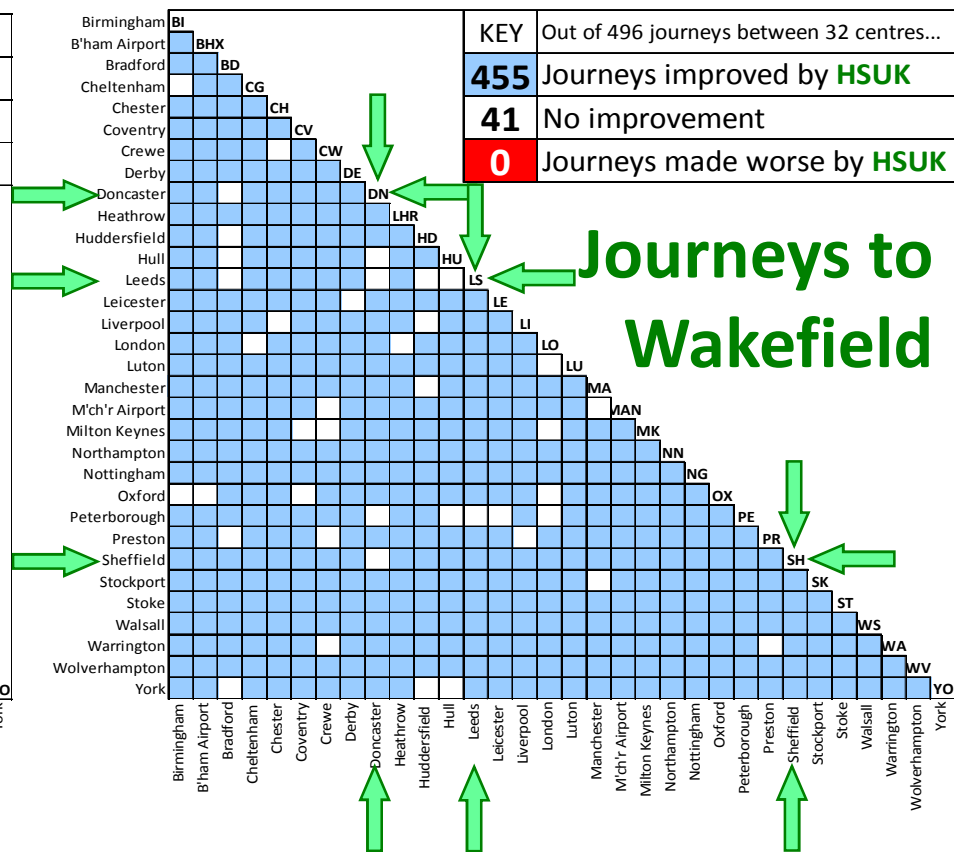 KEY Out of 496 journeys between 32 centres...
455 Journeys improved by HSUK
41 No improvement
0 Journeys made worse by HSUK
Journeys to
Wakefield
Birmingham BI
B'ham Airport BHX
Bradford BD
Cheltenham CG
Chester CH
Coventry CV
Crewe CW
Derby DE
Doncaster DN
Heathrow LHR
Huddersfield HD
Hull HU
Leeds LS
Leicester LE
Liverpool LI
London LO
Luton LU
Manchester MA
M'ch'r Airport MAN
Milton Keynes MK
Northampton NN
Nottingham NG
Oxford OX
Peterborough PE
Preston PR
Sheffield SH
Stockport SK
Stoke ST
Walsall WS
Warrington WA
Wolverhampton WV
York YO
Birmingham
B'ham Airport
Bradford
Cheltenham
Chester
Coventry
Crewe
Derby
Doncaster
Heathrow
Huddersfield
Hull
Leeds
Leicester
Liverpool
London
Luton
Manchester
M'ch'r Airport
Milton Keynes
Northampton
Nottingham
Oxford
Peterborough
Preston
Sheffield
Stockport
Stoke
Walsall
Warrington
Wolverhampton
York